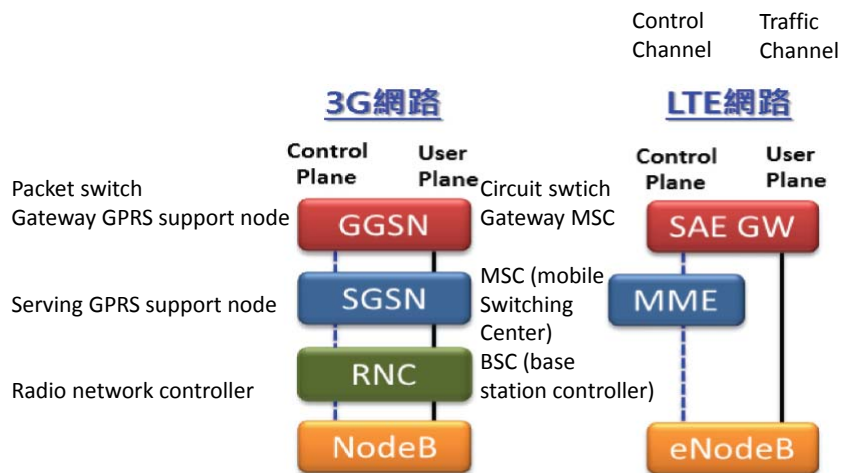 Control Channel
Traffic Channel
3G網路
LTE網路
Control Plane
User Plane
Control Plane
User Plane
Packet switch
Gateway GPRS support node
GGSN
Circuit swtich
Gateway MSC
SAE GW
Serving GPRS support node
SGSN
MSC (mobile
Switching
Center)
MME
Radio network controller
RNC
BSC (base
station controller)
NodeB
eNodeB